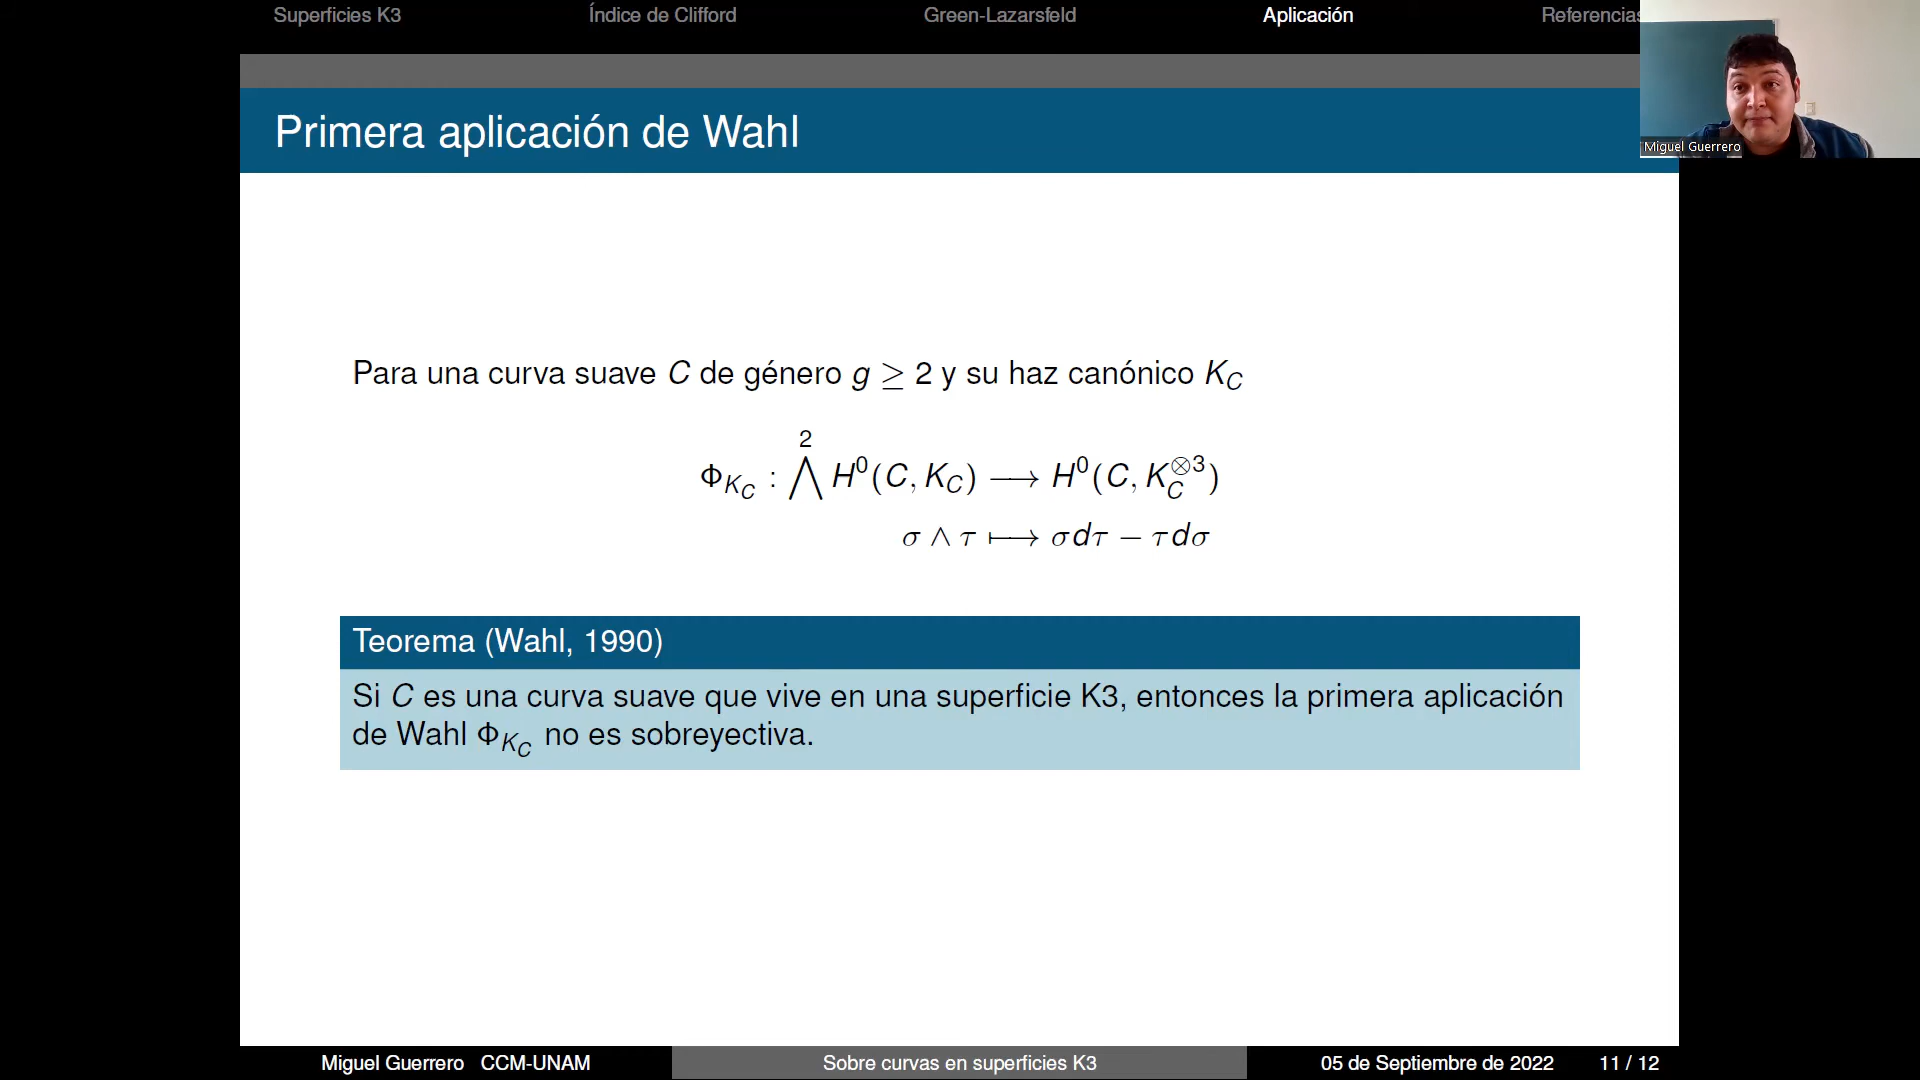 Superficies K3 Índice de Clifford Green-Lazarsfeld Aplicación Referencias
Miguel Guerrero
Primera aplicación de Wahl
Para una curva suave C de género g ≥ 2 y su haz canónico K_C
Φ_{K_C} : ⋀^2 H^0(C, K_C) ⟶ H^0(C, K_C^{⊗3})
σ ∧ τ ⟼ σdτ − τdσ
Teorema (Wahl, 1990)
Si C es una curva suave que vive en una superficie K3, entonces la primera aplicación
de Wahl Φ_{K_C} no es sobreyectiva.
Miguel Guerrero CCM-UNAM Sobre curvas en superficies K3 05 de Septiembre de 2022 11 / 12